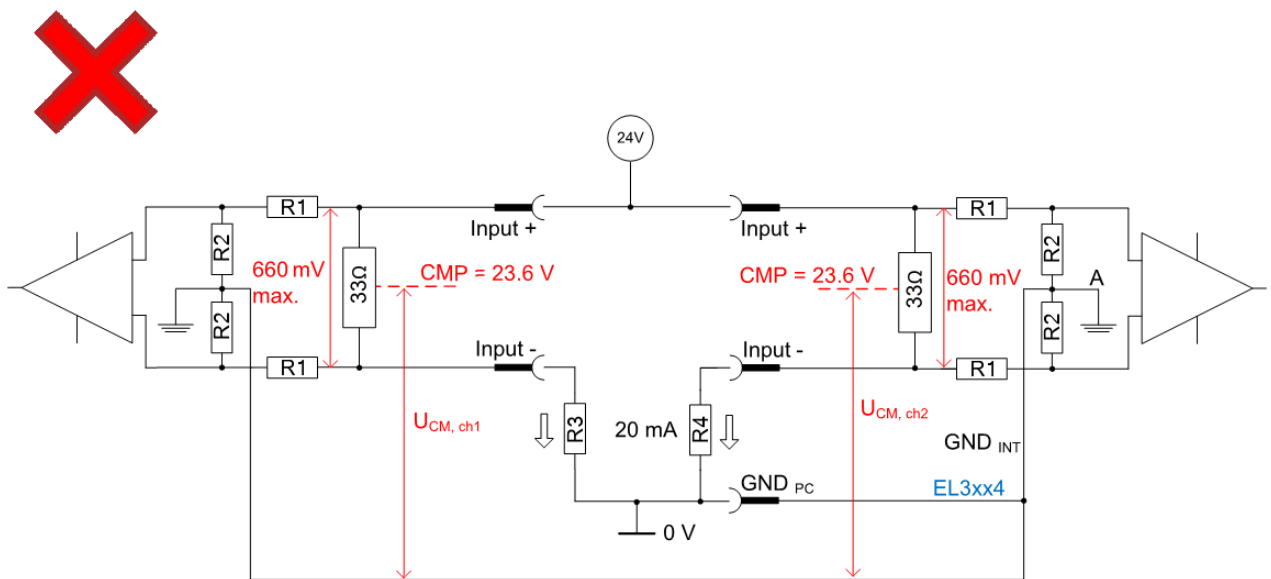 24V
R1
Input +
Input +
R1
R2
660 mV
max.
33Ω
CMP = 23.6 V
CMP = 23.6 V
33Ω
660 mV
max.
R2
A
R2
R1
Input -
Input -
R1
R2
U CM, ch1
R3
20 mA
R4
U CM, ch2
GND INT
GND PC
EL3xx4
0 V